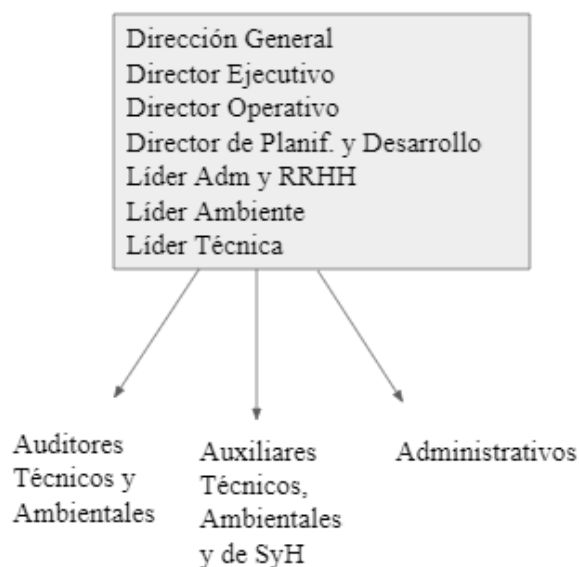 Dirección General
Director Ejecutivo
Director Operativo
Director de Planif. y Desarrollo
Líder Adm y RRHH
Líder Ambiente
Líder Técnica
Auditores
Técnicos y
Ambientales
Auxiliares
Técnicos,
Ambientales
y de SyH
Administrativos